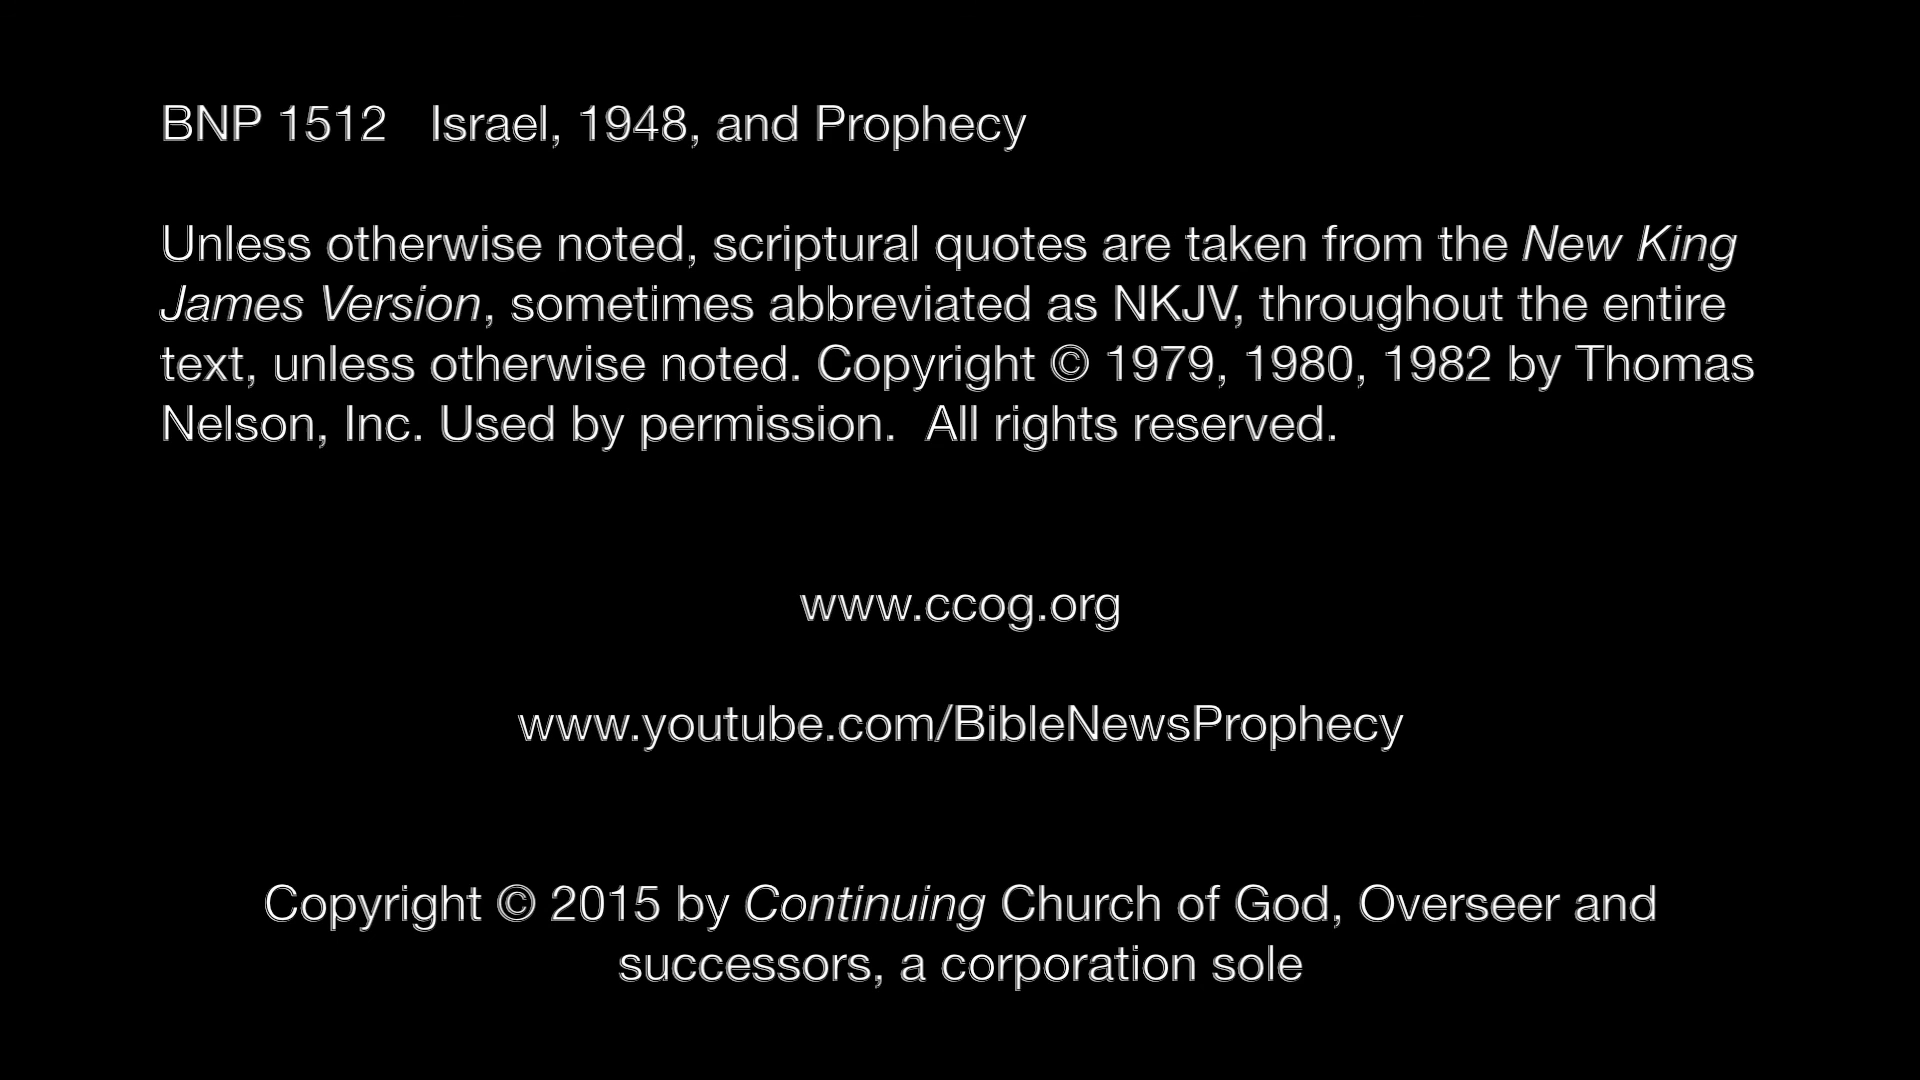 BNP 1512   Israel, 1948, and Prophecy
Unless otherwise noted, scriptural quotes are taken from the New King
James Version, sometimes abbreviated as NKJV, throughout the entire
text, unless otherwise noted. Copyright © 1979, 1980, 1982 by Thomas
Nelson, Inc. Used by permission.  All rights reserved.
www.ccog.org
www.youtube.com/BibleNewsProphecy
Copyright © 2015 by Continuing Church of God, Overseer and
successors, a corporation sole